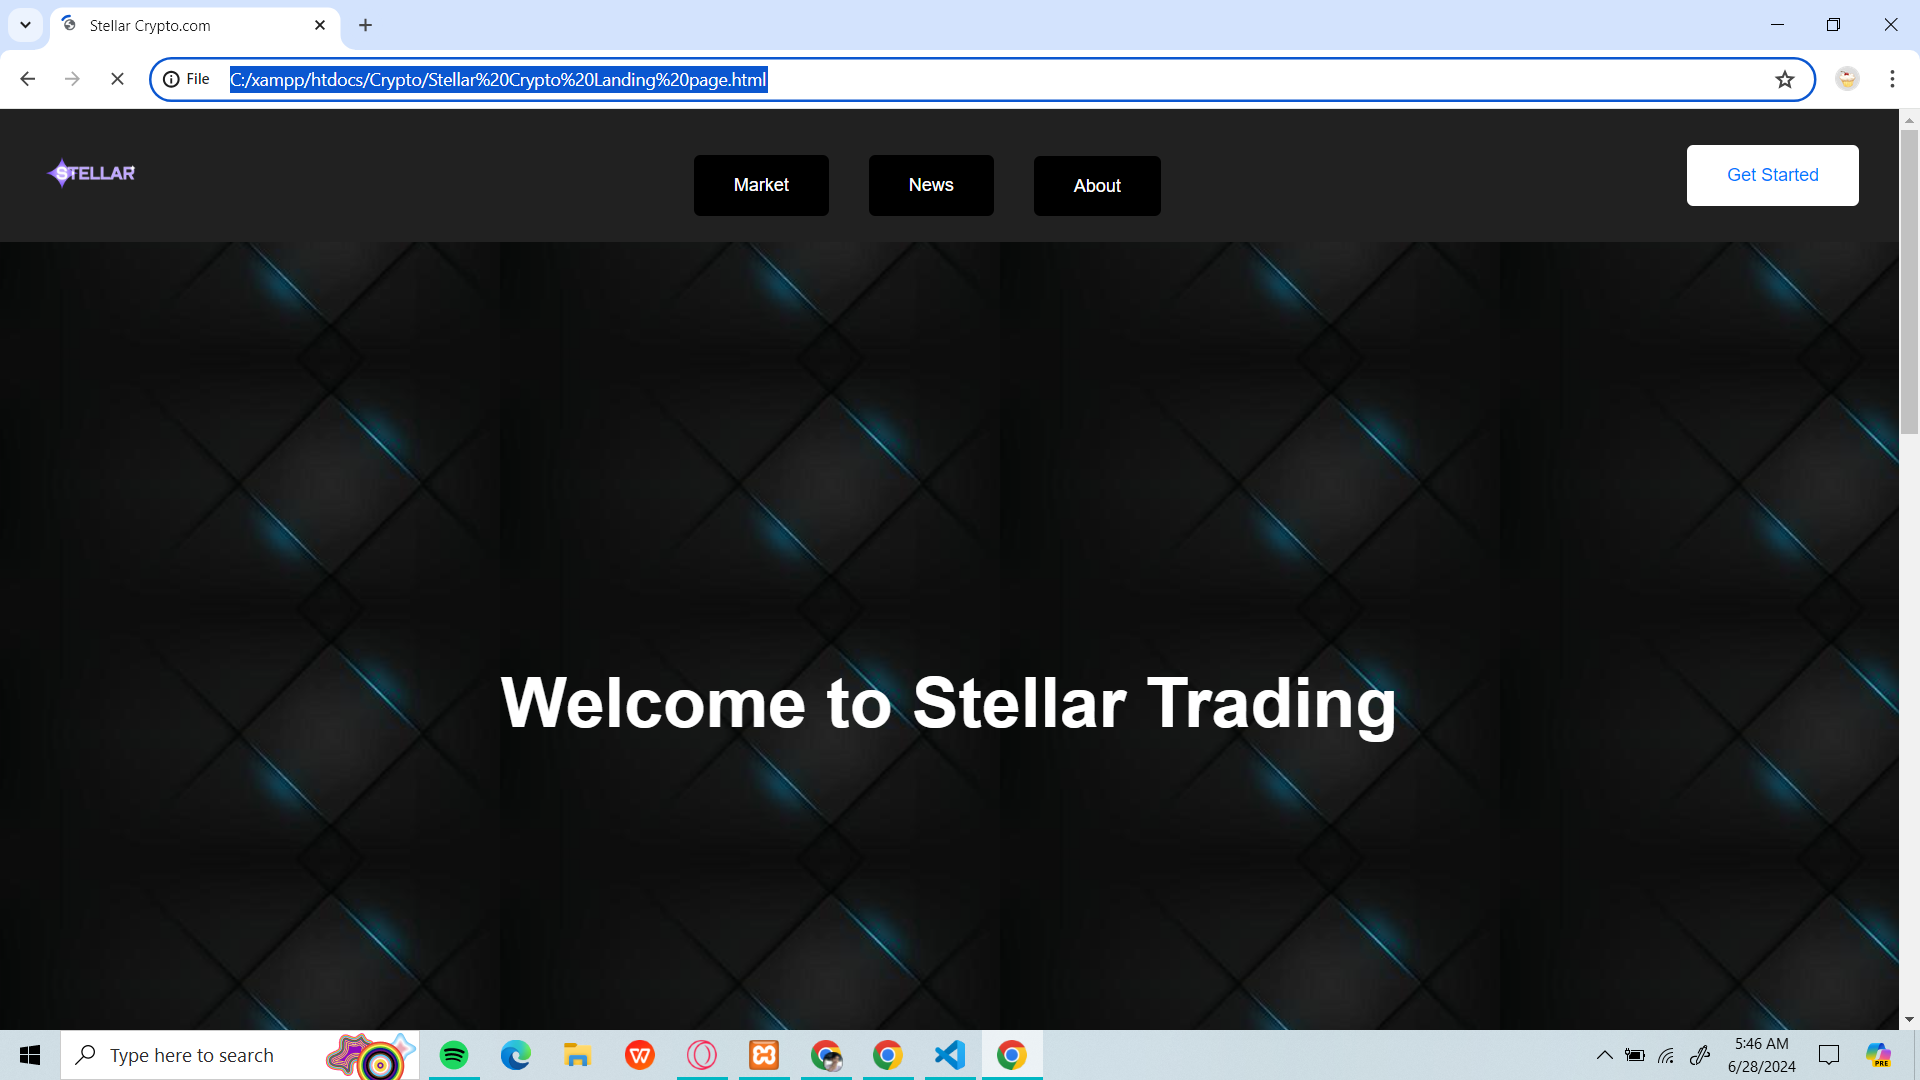 Stellar Crypto.com
File
C:/xampp/htdocs/Crypto/Stellar%20Crypto%20Landing%20page.html
STELLAR
Market
News
About
Get Started
Welcome to Stellar Trading
Type here to search
5:46 AM
6/28/2024
PRE